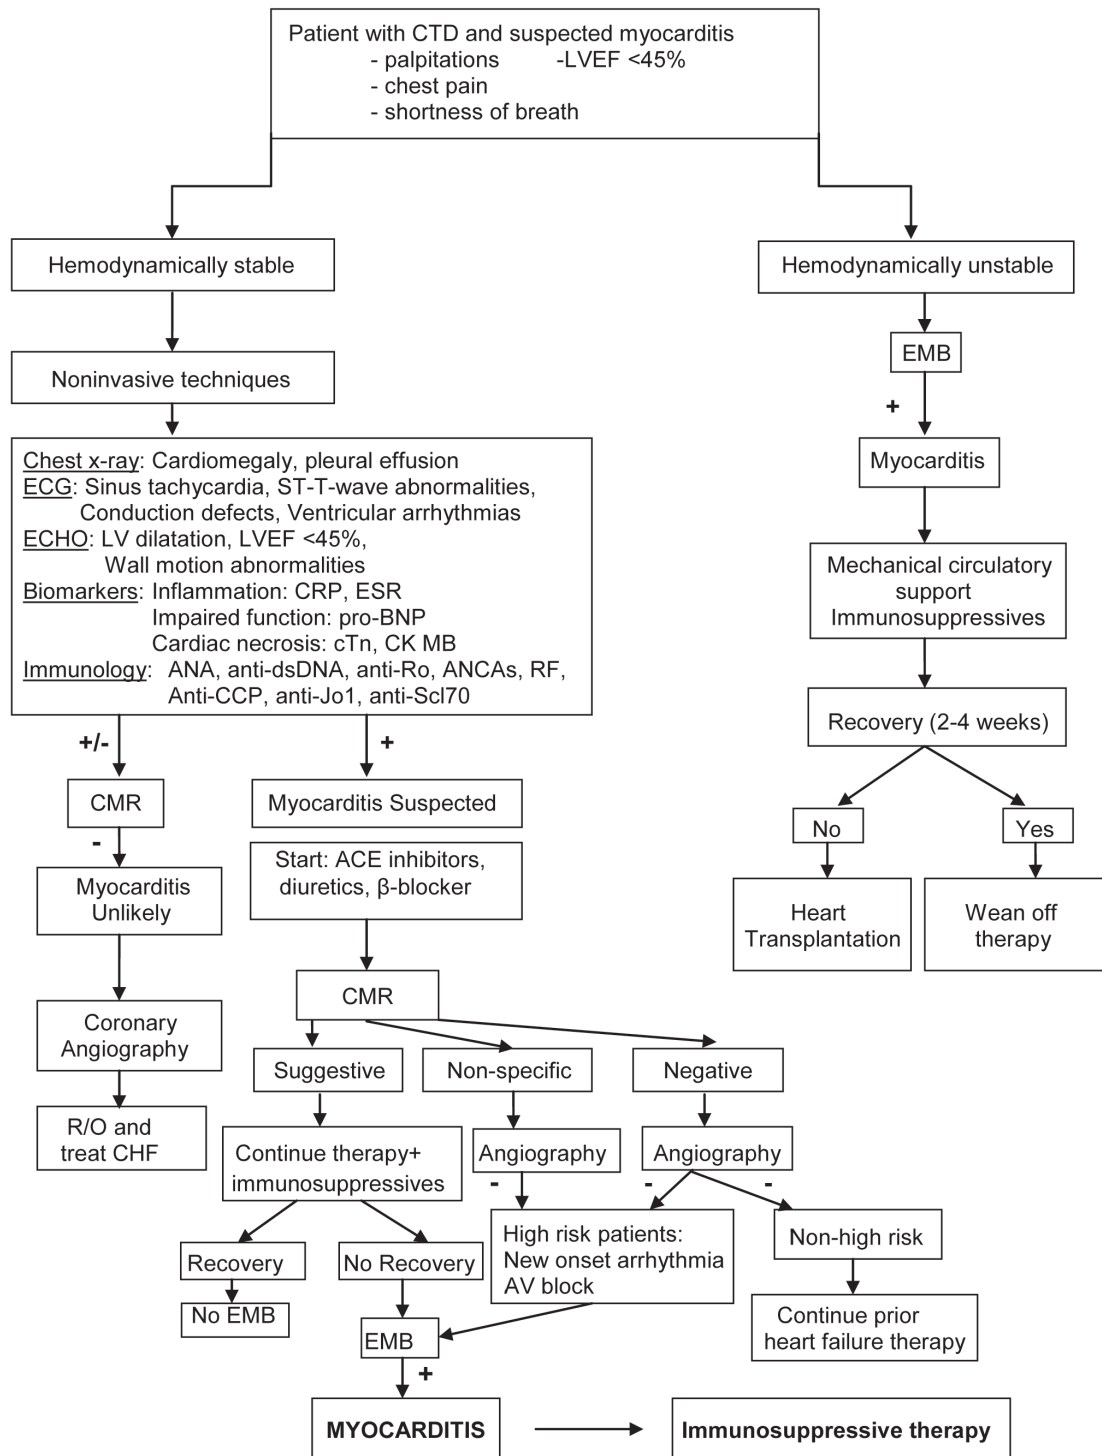 Patient with CTD and suspected myocarditis
- palpitations -LVEF <45%
- chest pain
- shortness of breath
Hemodynamically stable
Hemodynamically unstable
Noninvasive techniques
EMB
+
Myocarditis
Chest x-ray: Cardiomegaly, pleural effusion
ECG: Sinus tachycardia, ST-T-wave abnormalities,
Conduction defects, Ventricular arrhythmias
ECHO: LV dilatation, LVEF <45%,
Wall motion abnormalities
Biomarkers: Inflammation: CRP, ESR
Impaired function: pro-BNP
Cardiac necrosis: cTn, CK MB
Immunology: ANA, anti-dsDNA, anti-Ro, ANCAs, RF,
Anti-CCP, anti-Jo1, anti-Scl70
Mechanical circulatory
support
Immunosuppressives
Recovery (2-4 weeks)
No
Yes
Heart
Transplantation
Wean off
therapy
+/-
+
CMR
Myocarditis Suspected
-
Start: ACE inhibitors,
diuretics, β-blocker
Myocarditis
Unlikely
Coronary
Angiography
R/O and
treat CHF
CMR
Suggestive
Non-specific
Negative
Continue therapy+
immunosuppressives
Angiography
Angiography
-
-
-
Recovery
No Recovery
High risk patients:
New onset arrhythmia
AV block
Non-high risk
No EMB
EMB
Continue prior
heart failure therapy
+
MYOCARDITIS
Immunosuppressive therapy